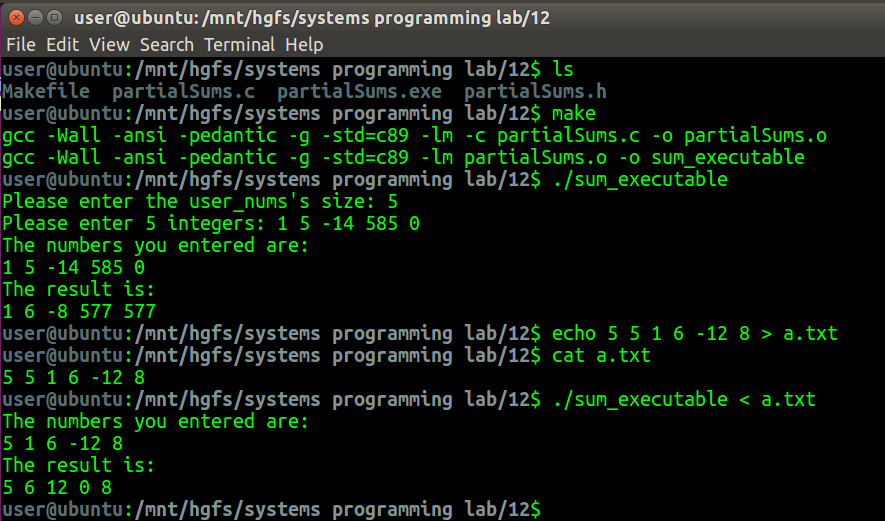 user@ubuntu: /mnt/hgfs/systems programming lab/12
File Edit View Search Terminal Help
user@ubuntu:/mnt/hgfs/systems programming lab/12$ ls
Makefile  partialSums.c  partialSums.exe  partialSums.h
user@ubuntu:/mnt/hgfs/systems programming lab/12$ make
gcc -Wall -ansi -pedantic -g -std=c89 -lm -c partialSums.c -o partialSums.o
gcc -Wall -ansi -pedantic -g -std=c89 -lm partialSums.o -o sum_executable
user@ubuntu:/mnt/hgfs/systems programming lab/12$ ./sum_executable
Please enter the user_nums's size: 5
Please enter 5 integers: 1 5 -14 585 0
The numbers you entered are:
1 5 -14 585 0
The result is:
1 6 -8 577 577
user@ubuntu:/mnt/hgfs/systems programming lab/12$ echo 5 5 1 6 -12 8 > a.txt
user@ubuntu:/mnt/hgfs/systems programming lab/12$ cat a.txt
5 5 1 6 -12 8
user@ubuntu:/mnt/hgfs/systems programming lab/12$ ./sum_executable < a.txt
The numbers you entered are:
5 1 6 -12 8
The result is:
5 6 12 0 8
user@ubuntu:/mnt/hgfs/systems programming lab/12$